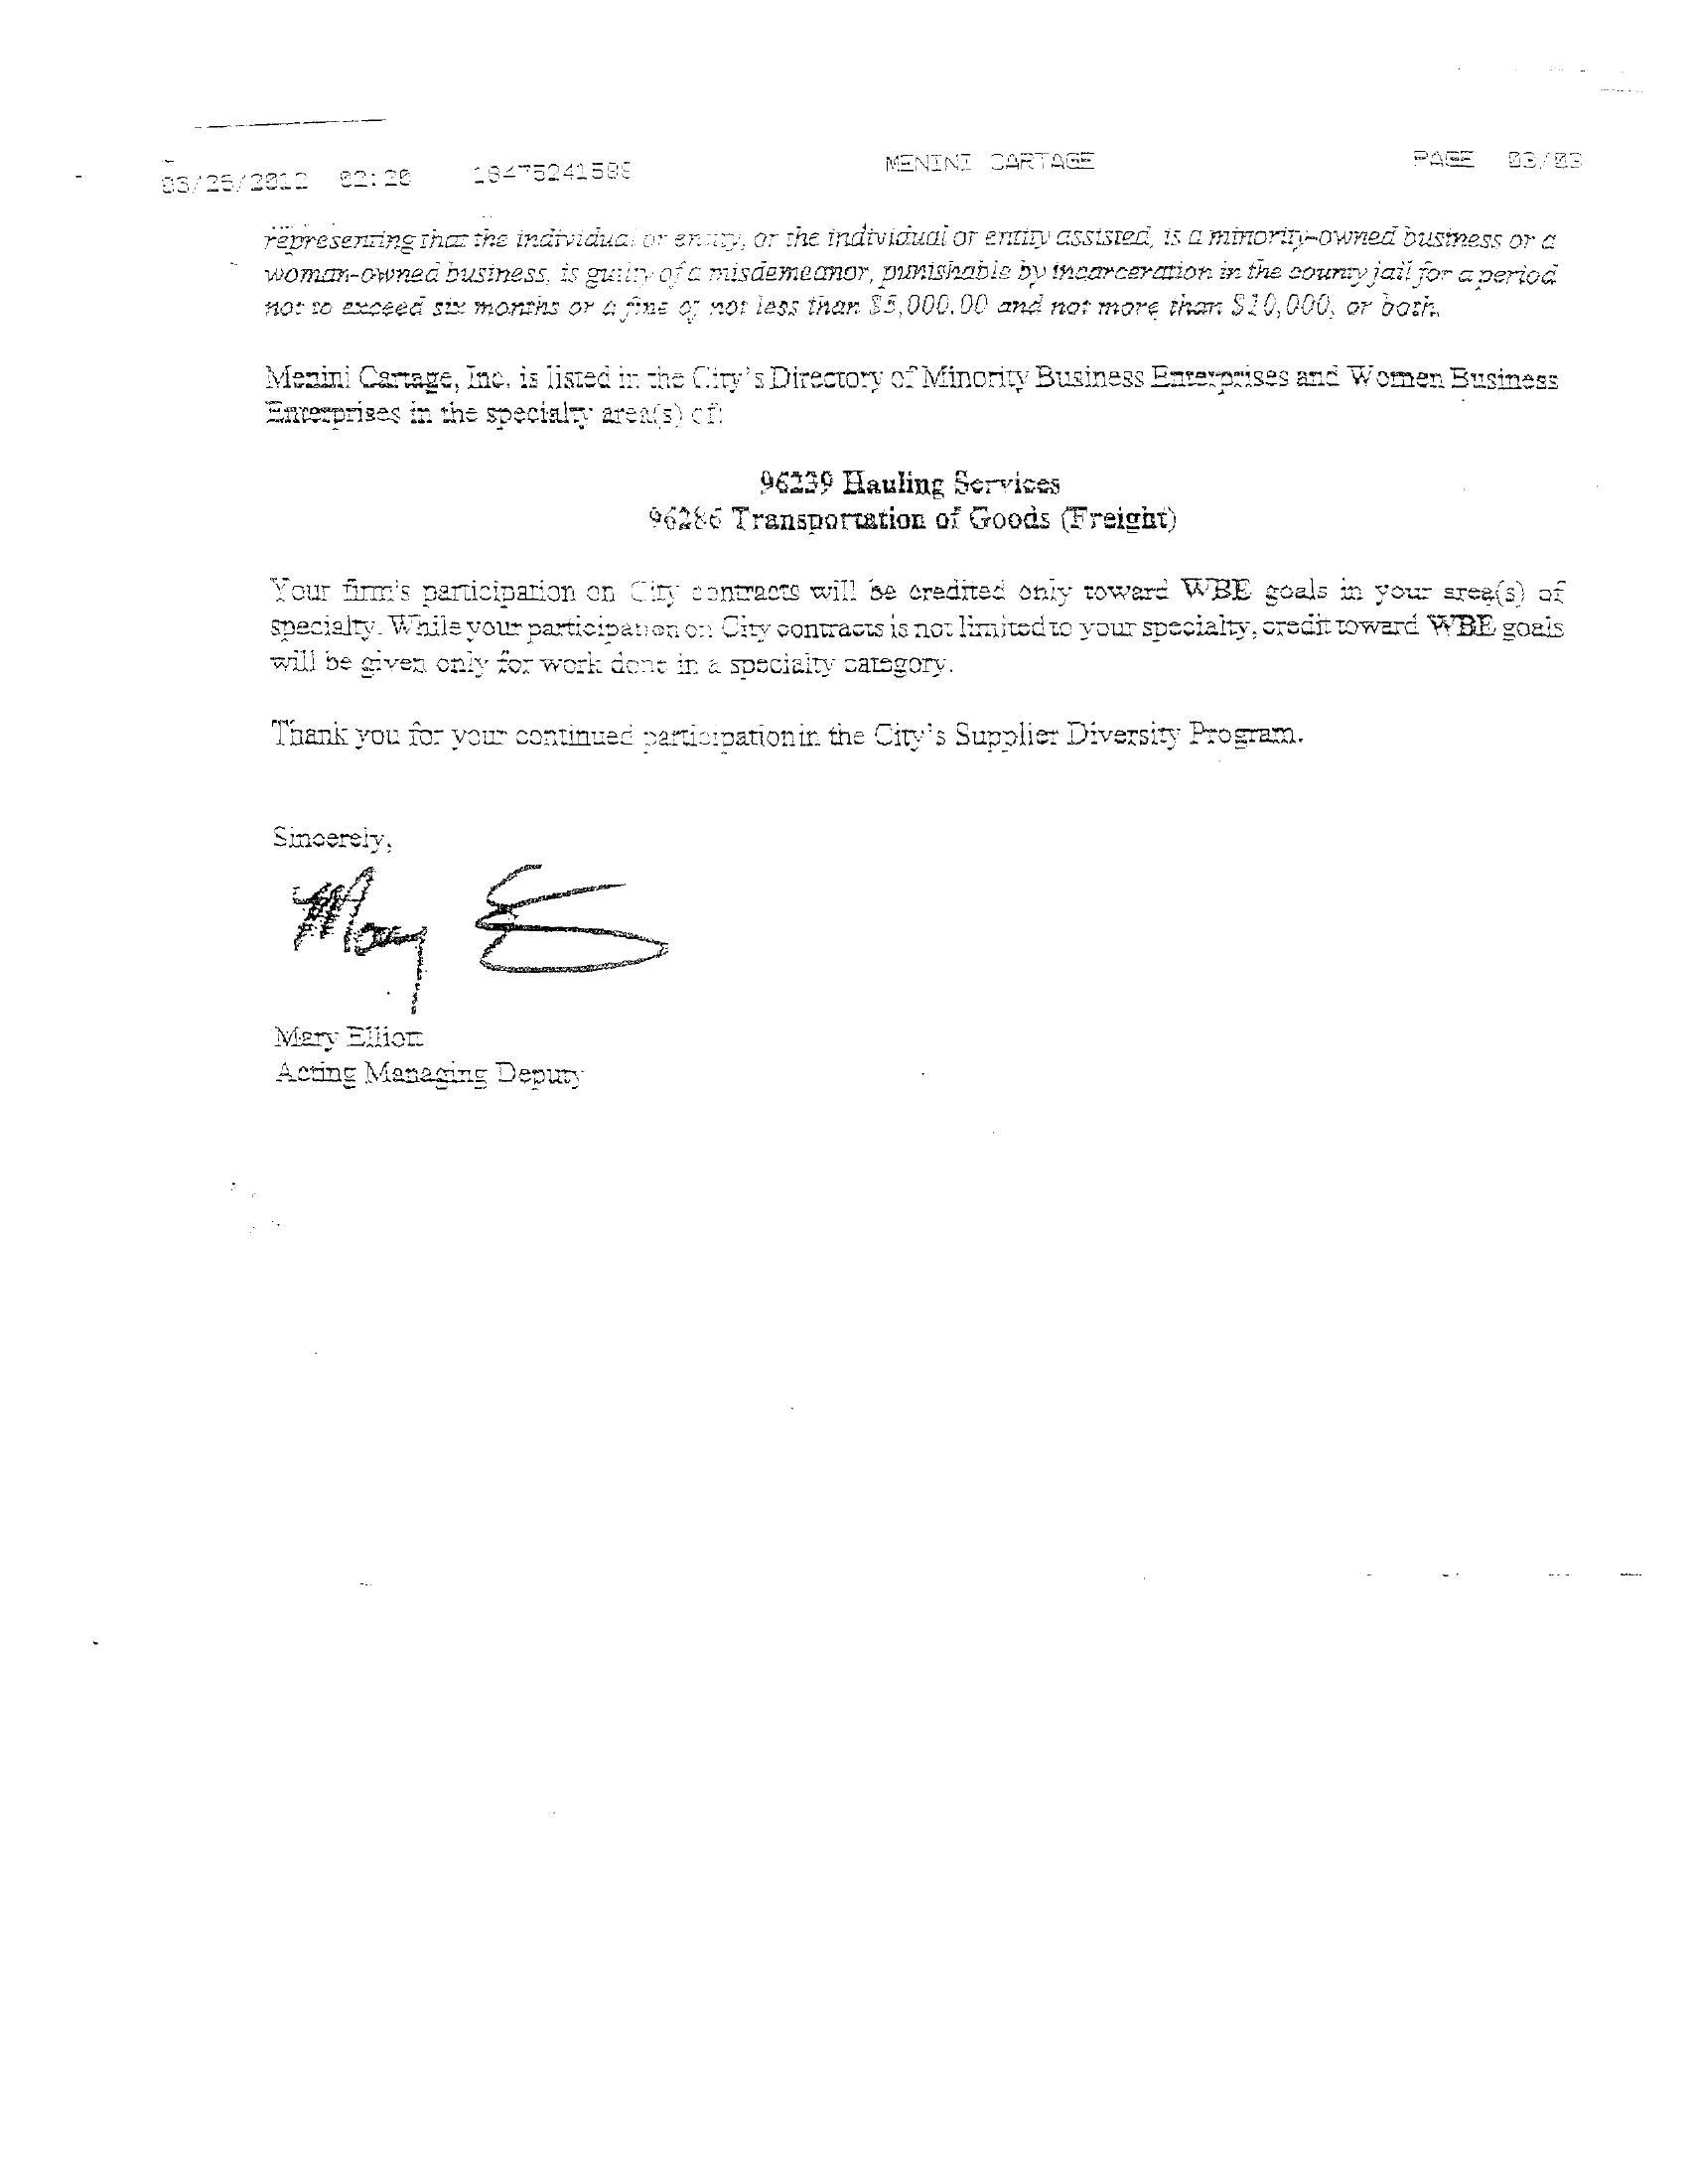 03/25/2012 02:20 MENINI CARTAGE PAGE 03/03
representing that the individual or entity, or the individual or entity assisted, is a minority-owned business or a
woman-owned business, is guilty of a misdemeanor, punishable by incarceration in the county jail for a period
not to exceed six months or a fine of not less than $5,000.00 and not more than $10,000, or both.
Menini Cartage, Inc. is listed in the City's Directory of Minority Business Enterprises and Women Business
Enterprises in the specialty area(s) of:
96239 Hauling Services
96286 Transportation of Goods (Freight)
Your firm's participation on City contracts will be credited only toward WBE goals in your area(s) of
specialty. While your participation on City contracts is not limited to your specialty, credit toward WBE goals
will be given only for work done in a specialty category.
Thank you for your continued participation in the City's Supplier Diversity Program.
Sincerely,
Mary E
Mary Elliott
Acting Managing Deputy